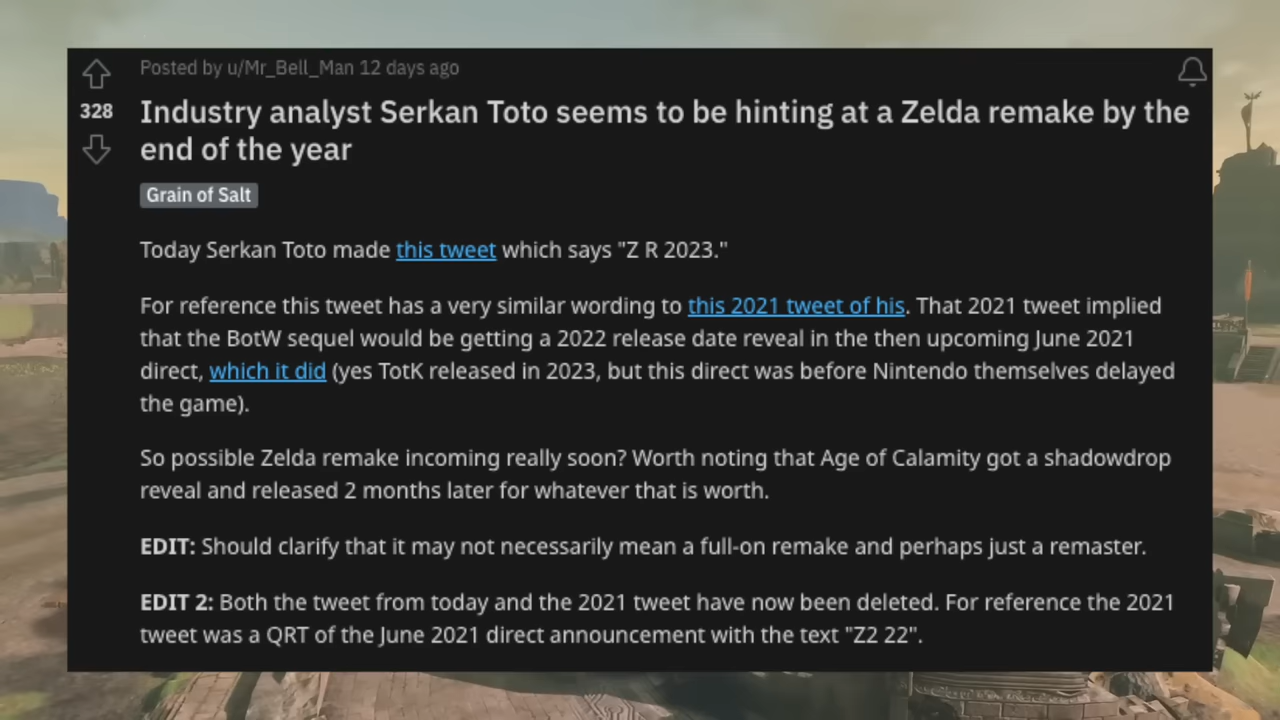 Posted by u/Mr_Bell_Man 12 days ago
328
Industry analyst Serkan Toto seems to be hinting at a Zelda remake by the
end of the year
Grain of Salt
Today Serkan Toto made this tweet which says "Z R 2023."
For reference this tweet has a very similar wording to this 2021 tweet of his. That 2021 tweet implied
that the BotW sequel would be getting a 2022 release date reveal in the then upcoming June 2021
direct, which it did (yes TotK released in 2023, but this direct was before Nintendo themselves delayed
the game).
So possible Zelda remake incoming really soon? Worth noting that Age of Calamity got a shadowdrop
reveal and released 2 months later for whatever that is worth.
EDIT: Should clarify that it may not necessarily mean a full-on remake and perhaps just a remaster.
EDIT 2: Both the tweet from today and the 2021 tweet have now been deleted. For reference the 2021
tweet was a QRT of the June 2021 direct announcement with the text "Z2 22".